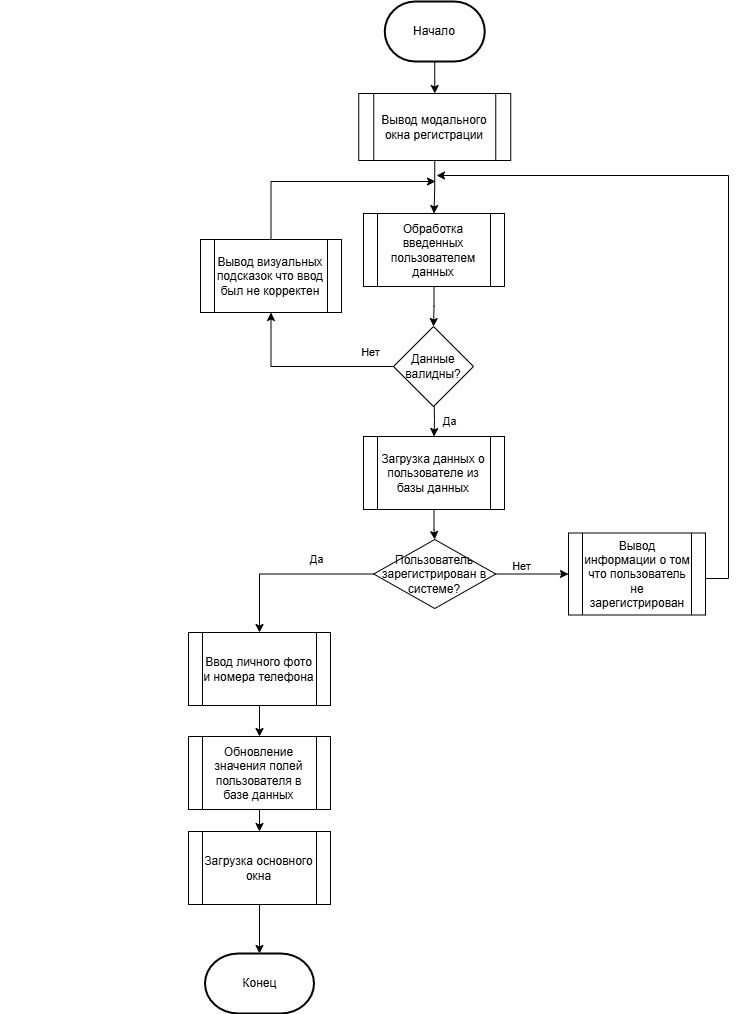 Начало
Вывод модального
окна регистрации
Обработка
введенных
пользователем
данных
Вывод визуальных
подсказок что ввод
был не корректен
Нет
Данные
валидны?
Да
Загрузка данных о
пользователе из
базы данных
Да
Пользователь
зарегистрирован в
системе?
Нет
Вывод
информации о том
что пользователь
не
зарегистрирован
Ввод личного фото
и номера телефона
Обновление
значения полей
пользователя в
базе данных
Загрузка основного
окна
Конец